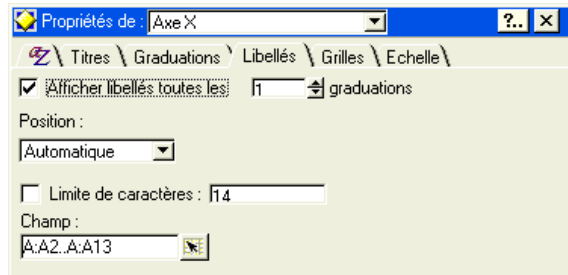 Propriétés de : Axe X ?..
Titres Graduations Libellés Grilles Echelle
Afficher libellés toutes les 1 graduations
Position :
Automatique
Limite de caractères : 14
Champ :
A:A2..A:A13